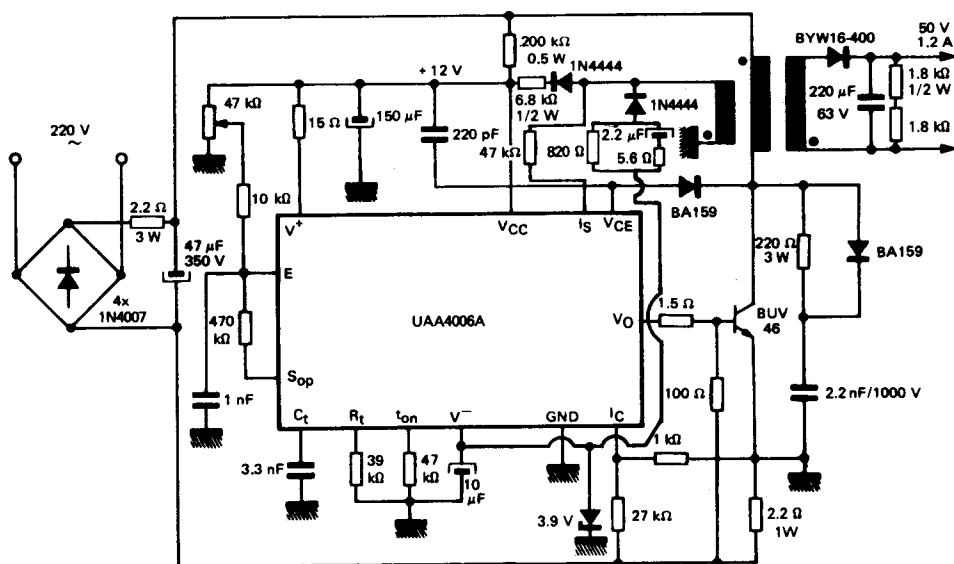 220 V
~
2.2 Ω
3 W
47 µF
350 V
4x
1N4007
47 kΩ
10 kΩ
470
kΩ
1 nF
15 Ω
150 µF
+ 12 V
220 pF
.200 kΩ
0.5 W
6.8 kΩ
1/2 W
1N4444
47 kΩ
820 Ω
2.2 µF
5.6 Ω
1N4444
BA159
BYW16-400
50 V
1.2 A
220 µF
63 V
1.8 kΩ
1/2 W
1.8 kΩ
V+
VCC
IS
VCE
E
UAA4006A
VO
Sop
Ct
Rt
ton
V−
GND
IC
1.5 Ω
BUV
46
220 Ω
3 W
BA159
100 Ω
2.2 nF/1000 V
1 kΩ
3.3 nF
39
kΩ
47
kΩ
10
µF
3.9 V
27 kΩ
2.2 Ω
1W